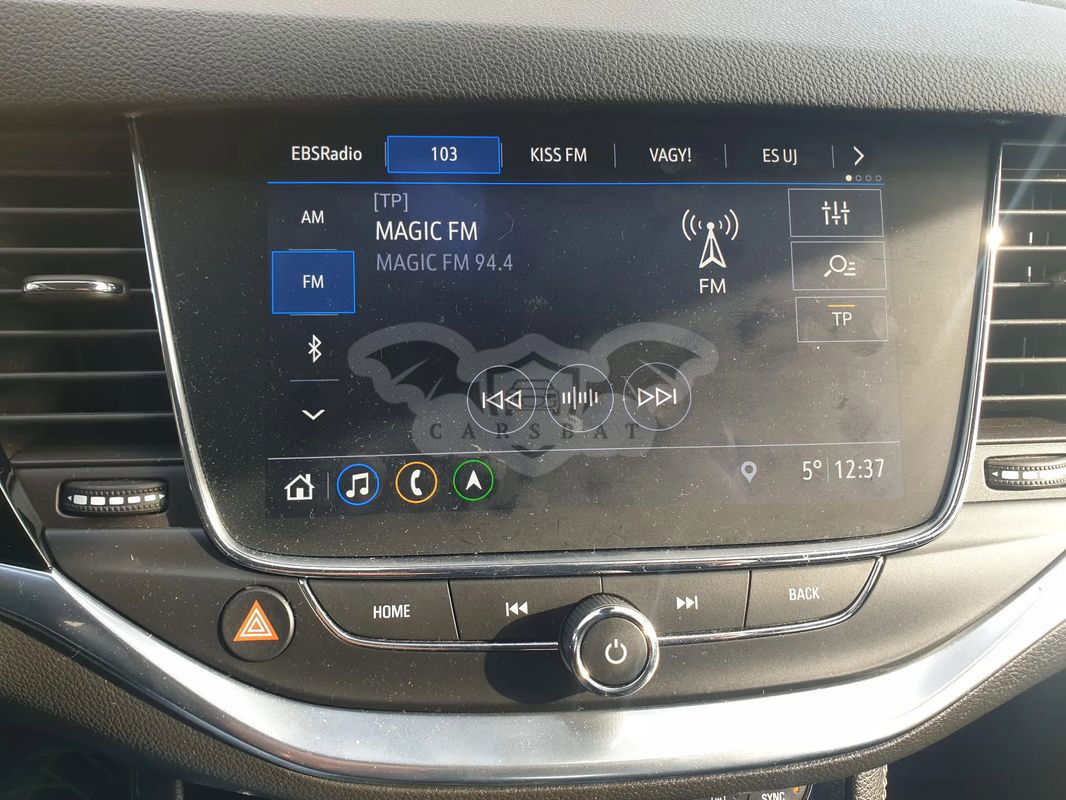 EBSRadio 103 KISS FM VAGY! ES UJ
AM
[TP]
MAGIC FM
MAGIC FM 94.4
FM
FM
TP
CARSBAT
5° 12:37
HOME
BACK
SYNC